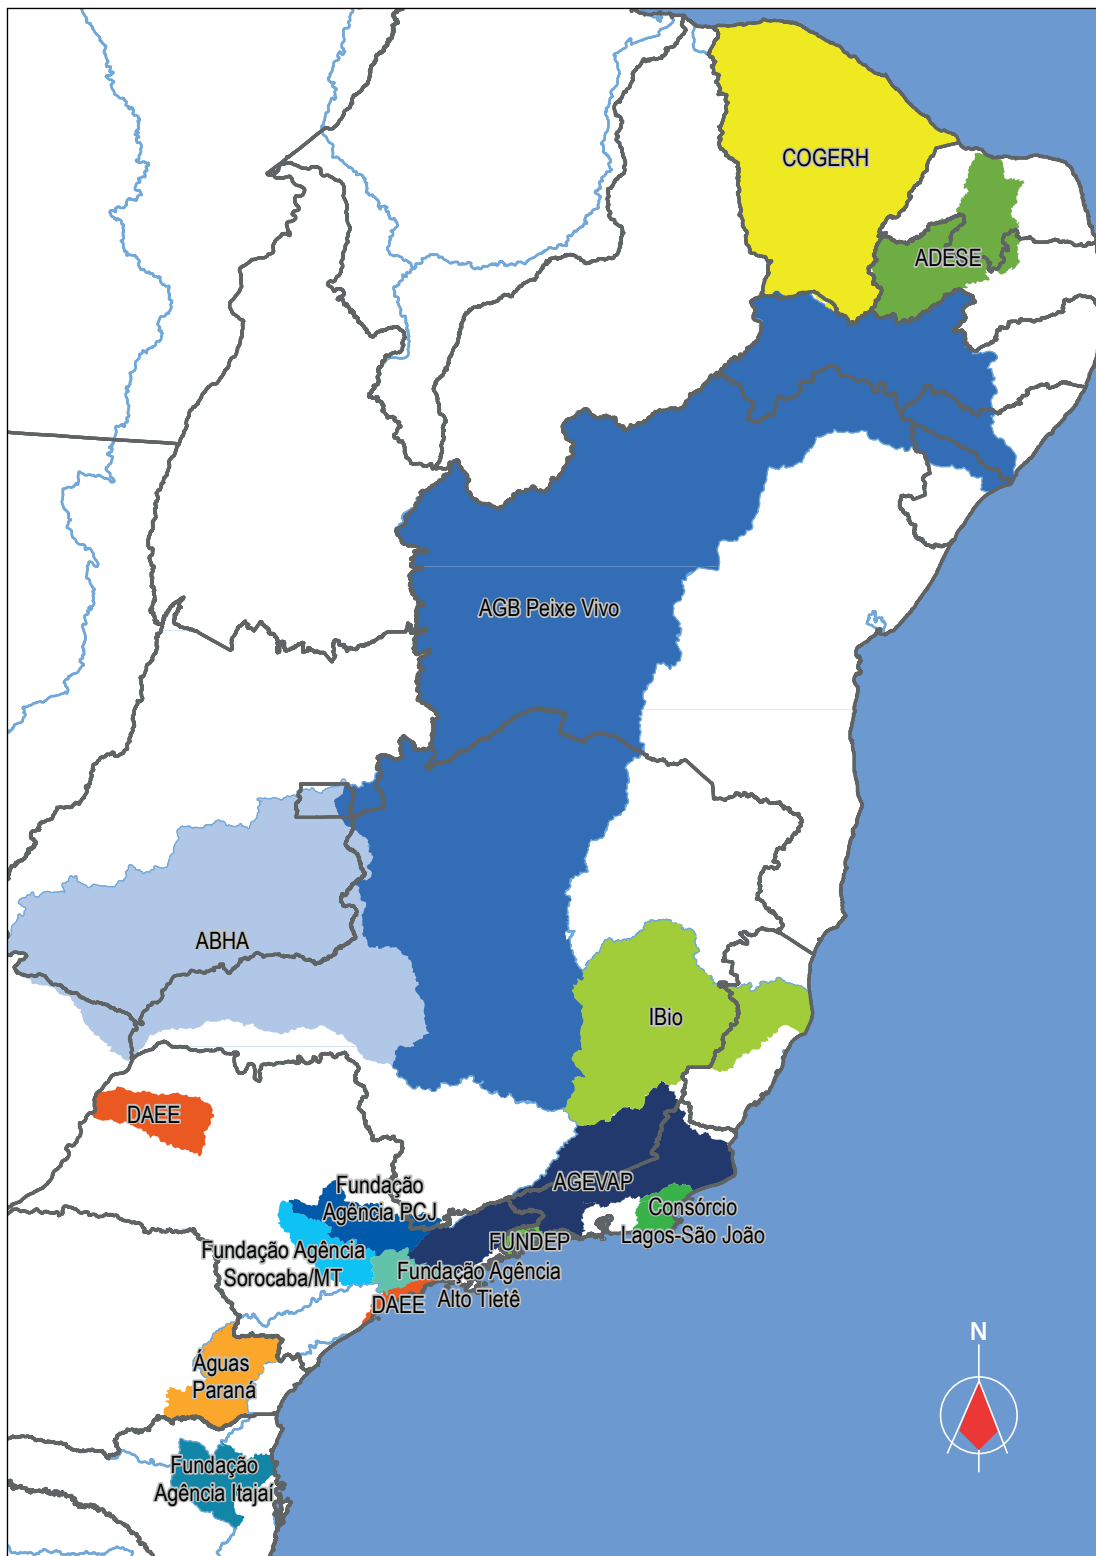 COGERH
ADESE
AGB Peixe Vivo
ABHA
IBio
DAEE
Fundação
Agência PCJ
AGEVAP
Consórcio
Lagos-São João
FUNDEP
Fundação Agência
Sorocaba/MT
Fundação Agência
Alto Tietê
DAEE
N
Águas
Paraná
Fundação
Agência Itajaí